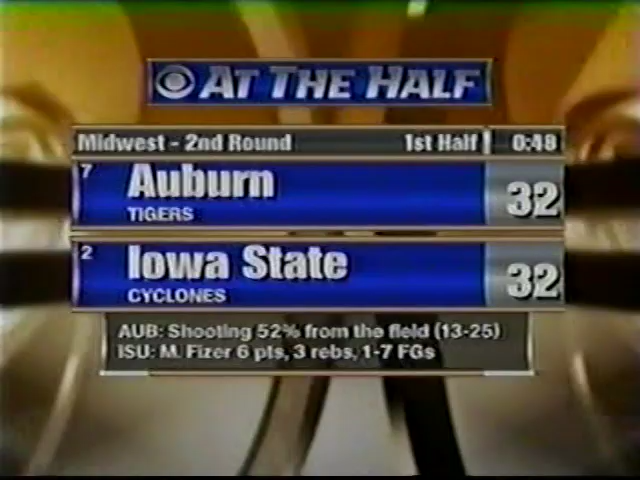 AT THE HALF
Midwest - 2nd Round 1st Half 0:48
7 Auburn 32
TIGERS
2 Iowa State 32
CYCLONES
AUB: Shooting 52% from the field (13-25)
ISU: M. Fizer 6 pts, 3 rebs, 1-7 FGs